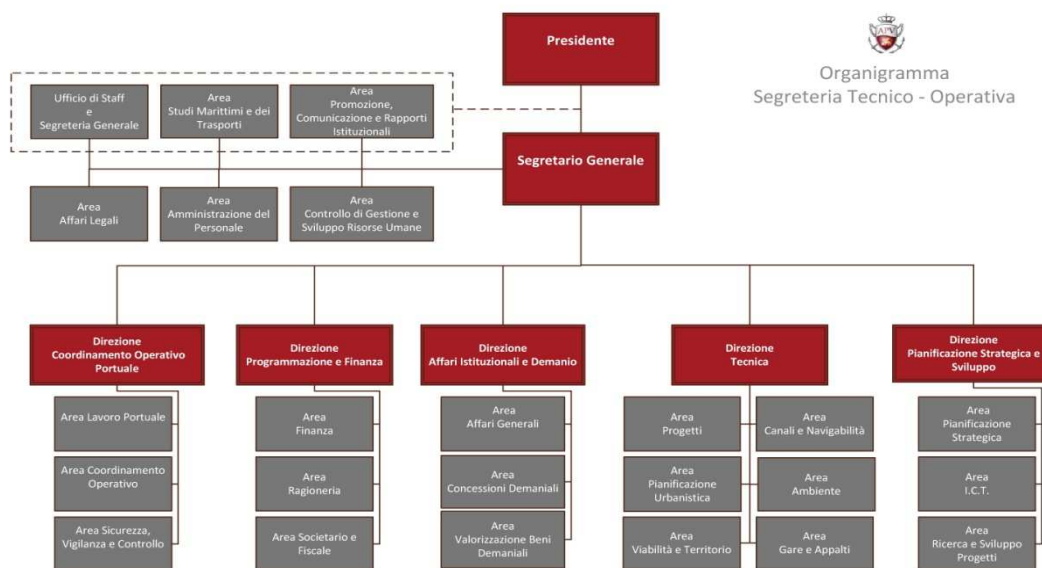 Presidente
APV
Organigramma
Segreteria Tecnico - Operativa
Ufficio di Staff
e
Segreteria Generale
Area
Studi Marittimi e dei
Trasporti
Area
Promozione,
Comunicazione e Rapporti
Istituzionali
Segretario Generale
Area
Affari Legali
Area
Amministrazione del
Personale
Area
Controllo di Gestione e
Sviluppo Risorse Umane
Direzione
Coordinamento Operativo
Portuale
Direzione
Programmazione e Finanza
Direzione
Affari Istituzionali e Demanio
Direzione
Tecnica
Direzione
Pianificazione Strategica e
Sviluppo
Area Lavoro Portuale
Area Coordinamento
Operativo
Area Sicurezza,
Vigilanza e Controllo
Area
Finanza
Area
Ragioneria
Area Societario e
Fiscale
Area
Affari Generali
Area
Concessioni Demaniali
Area
Valorizzazione Beni
Demaniali
Area
Progetti
Area
Pianificazione
Urbanistica
Area
Viabilità e Territorio
Area
Canali e Navigabilità
Area
Ambiente
Area
Gare e Appalti
Area
Pianificazione
Strategica
Area
I.C.T.
Area
Ricerca e Sviluppo
Progetti